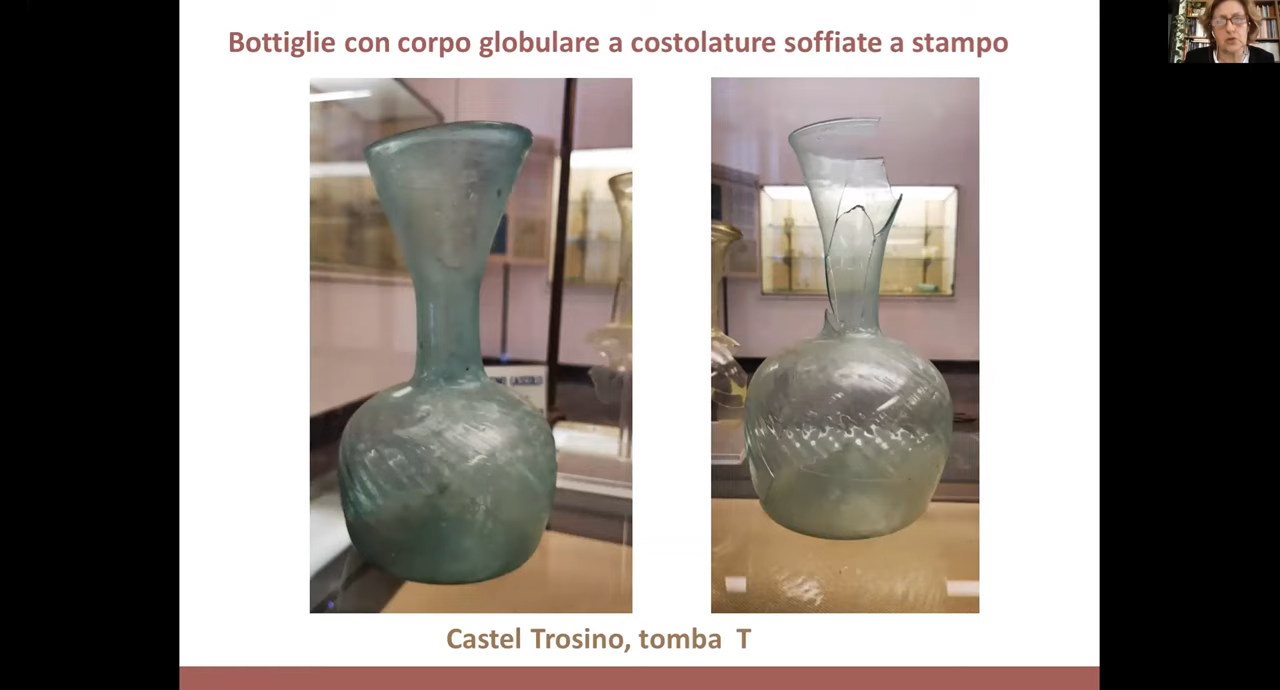 Bottiglie con corpo globulare a costolature soffiate a stampo
Castel Trosino, tomba T